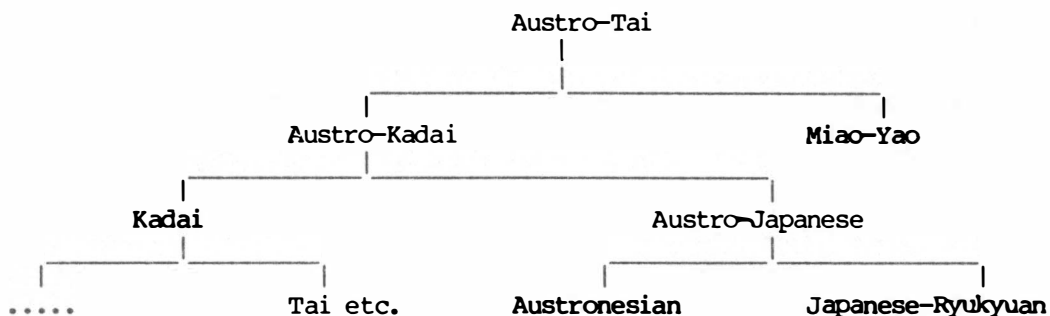 Austro-Tai
Austro-Kadai Miao-Yao
Kadai Austro-Japanese
..... Tai etc. Austronesian Japanese-Ryukyuan